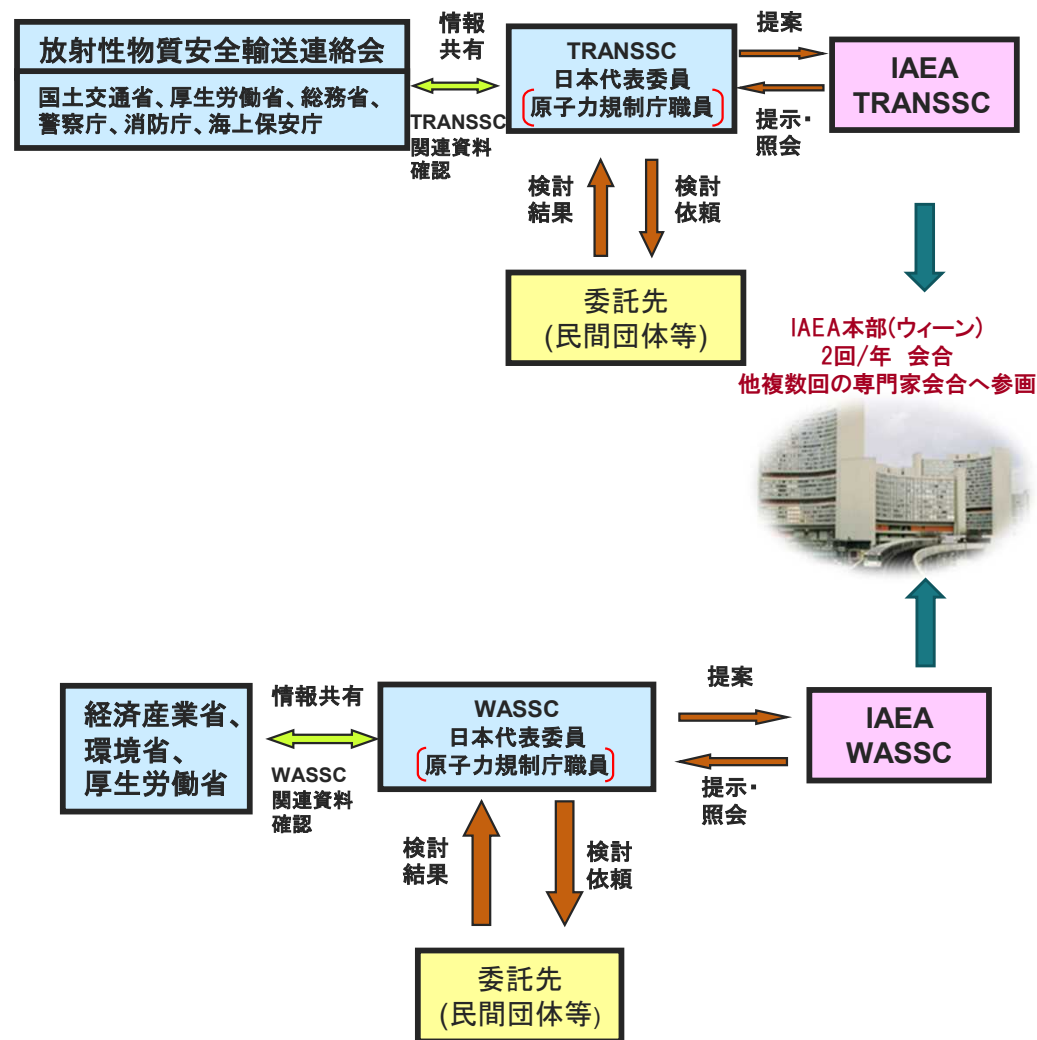 放射性物質安全輸送連絡会
国土交通省、厚生労働省、総務省、
警察庁、消防庁、海上保安庁
情報
共有
TRANSSC
関連資料
確認
TRANSSC
日本代表委員
原子力規制庁職員
提案
提示・
照会
IAEA
TRANSSC
検討
結果
検討
依頼
委託先
(民間団体等)
IAEA本部(ウィーン)
2回/年 会合
他複数回の専門家会合へ参画
経済産業省、
環境省、
厚生労働省
情報共有
WASSC
関連資料
確認
WASSC
日本代表委員
原子力規制庁職員
提案
提示・
照会
IAEA
WASSC
検討
結果
検討
依頼
委託先
(民間団体等)